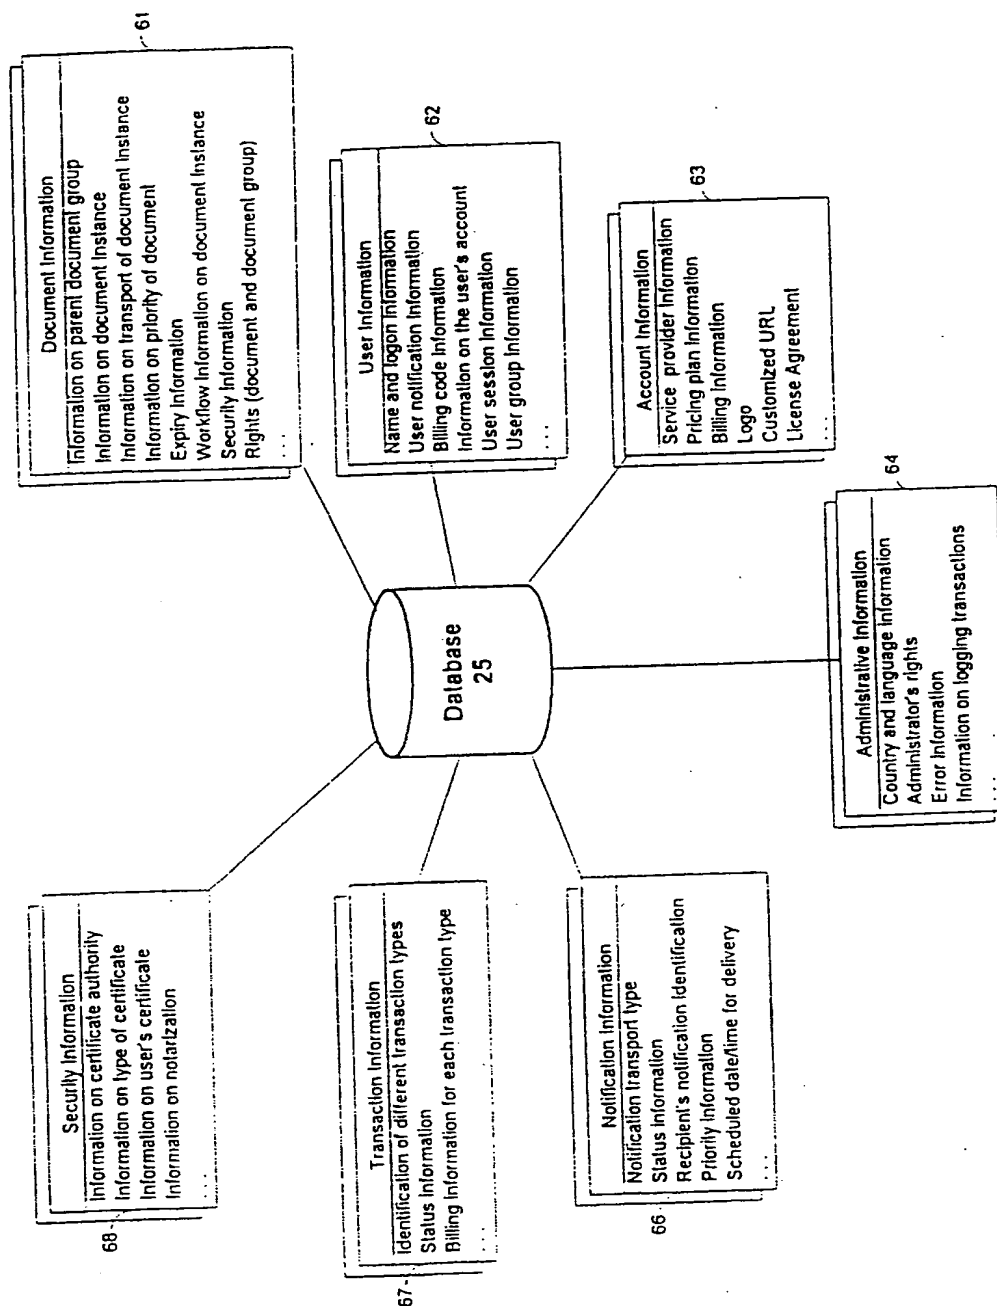 Document Information
Information on parent document group
Information on document Instance
Information on transport of document Instance
Information on priority of document
Expiry Information
Workflow Information on document Instance
Security Information
Rights (document and document group)
...
61
User Information
Name and logon Information
User notification Information
Billing code Information
Information on the user's account
User session Information
User group Information
...
62
Account Information
Service provider Information
Pricing plan Information
Billing Information
Logo
Customized URL
License Agreement
...
63
Administrative Information
Country and language Information
Administrator's rights
Error Information
Information on logging transactions
...
64
Database
25
Security Information
Information on certificate authority
Information on type of certificate
Information on user's certificate
Information on notarization
...
68
Transaction Information
Identification of different transaction types
Status Information
Billing Information for each transaction type
...
67
Notification Information
Notification transport type
Status Information
Recipient's notification Identification
Priority Information
Scheduled date/time for delivery
...
66